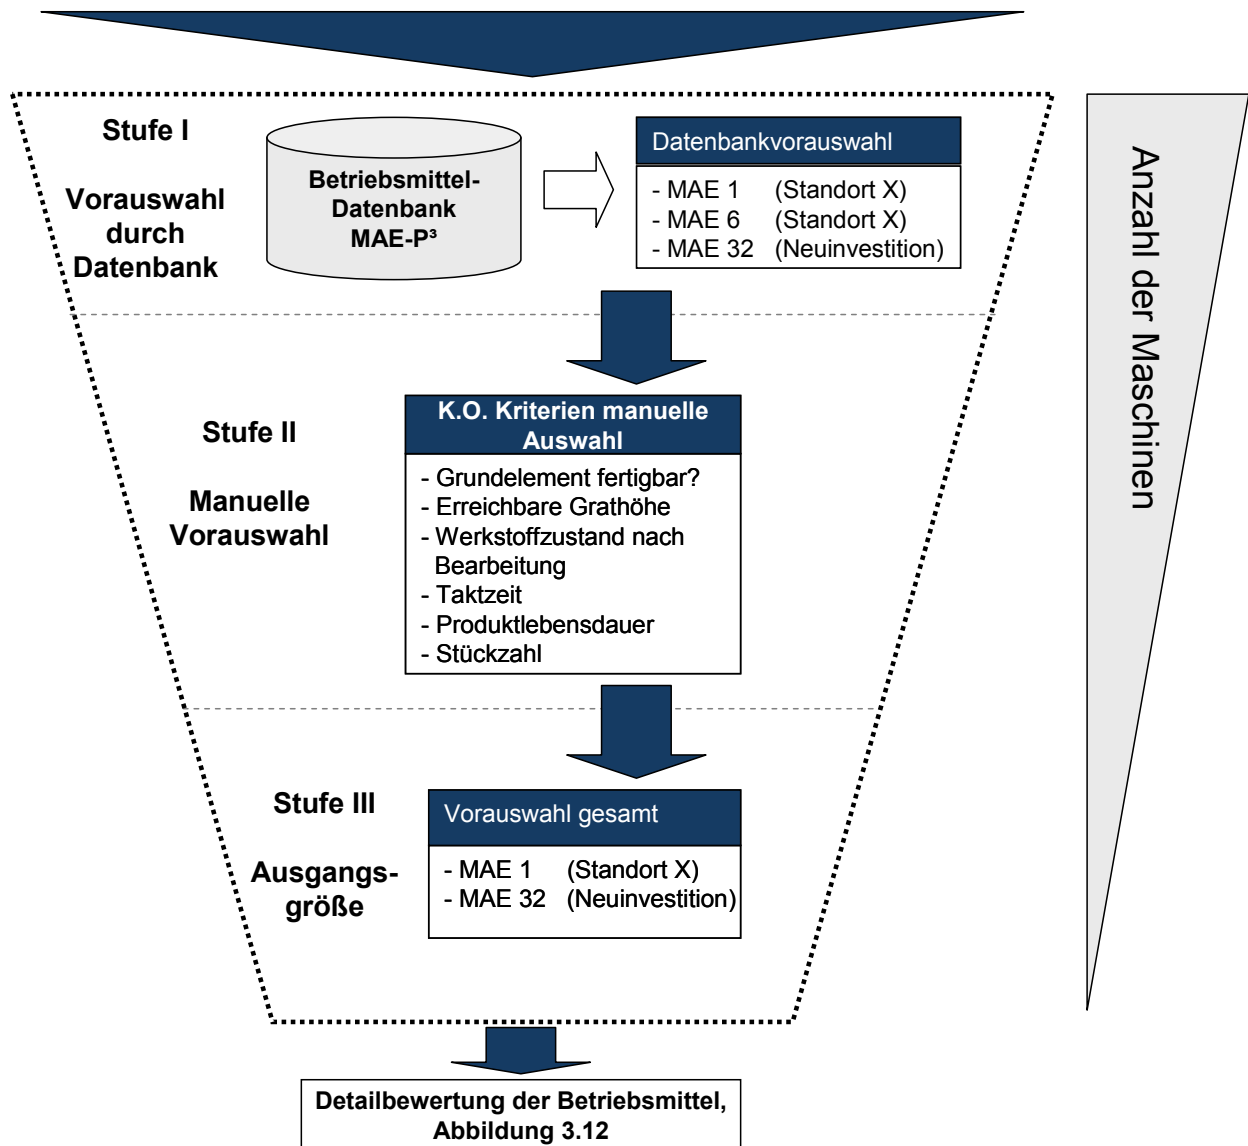 Stufe I
Vorauswahl
durch
Datenbank
Betriebsmittel-
Datenbank
MAE-P³
Datenbankvorauswahl
- MAE 1 (Standort X)
- MAE 6 (Standort X)
- MAE 32 (Neuinvestition)
Anzahl der Maschinen
Stufe II
Manuelle
Vorauswahl
K.O. Kriterien manuelle
Auswahl
- Grundelement fertigbar?
- Erreichbare Grathöhe
- Werkstoffzustand nach
Bearbeitung
- Taktzeit
- Produktlebensdauer
- Stückzahl
Stufe III
Ausgangs-
größe
Vorauswahl gesamt
- MAE 1 (Standort X)
- MAE 32 (Neuinvestition)
Detailbewertung der Betriebsmittel,
Abbildung 3.12